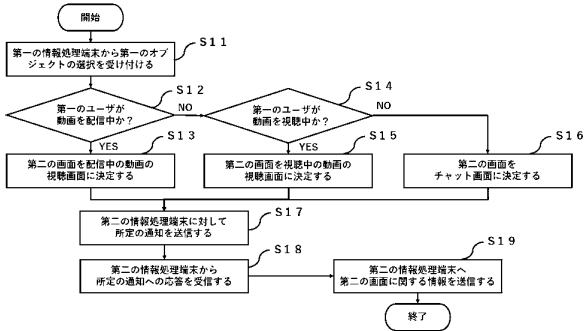 開始
S11
第一の情報処理端末から第一のオブ
ジェクトの選択を受け付ける
S12
第一のユーザが
動画を配信中か?
NO
YES
S14
第一のユーザが
動画を視聴中か?
NO
YES
S13
第二の画面を配信中の動画の
視聴画面に決定する
S15
第二の画面を視聴中の動画の
視聴画面に決定する
S16
第二の画面を
チャット画面に決定する
S17
第二の情報処理端末に対して
所定の通知を送信する
S18
第二の情報処理端末から
所定の通知への応答を受信する
S19
第二の情報処理端末へ
第二の画面に関する情報を送信する
終了